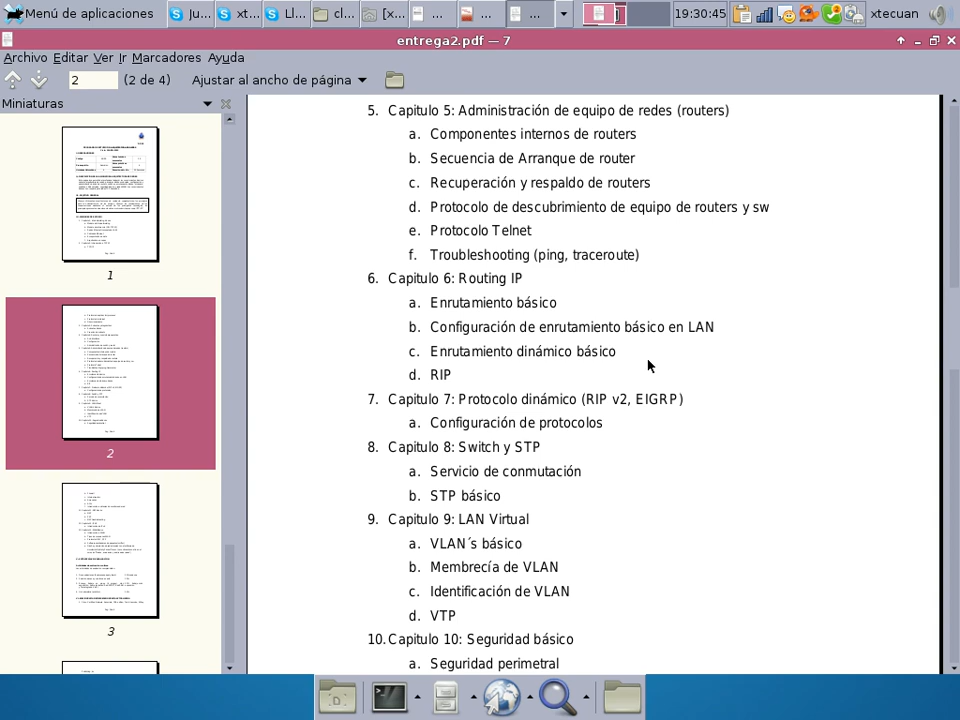 Menú de aplicaciones
Ju...
xt...
Ll...
cl...
[x...
...
...
...
19:30:45
xtecuan
entrega2.pdf — 7
Archivo Editar Ver Ir Marcadores Ayuda
2 (2 de 4) Ajustar al ancho de página
Miniaturas
1
2
3
5. Capitulo 5: Administración de equipo de redes (routers)
a. Componentes internos de routers
b. Secuencia de Arranque de router
c. Recuperación y respaldo de routers
d. Protocolo de descubrimiento de equipo de routers y sw
e. Protocolo Telnet
f. Troubleshooting (ping, traceroute)
6. Capitulo 6: Routing IP
a. Enrutamiento básico
b. Configuración de enrutamiento básico en LAN
c. Enrutamiento dinámico básico
d. RIP
7. Capitulo 7: Protocolo dinámico (RIP v2, EIGRP)
a. Configuración de protocolos
8. Capitulo 8: Switch y STP
a. Servicio de conmutación
b. STP básico
9. Capitulo 9: LAN Virtual
a. VLAN´s básico
b. Membrecía de VLAN
c. Identificación de VLAN
d. VTP
10. Capitulo 10: Seguridad básico
a. Seguridad perimetral